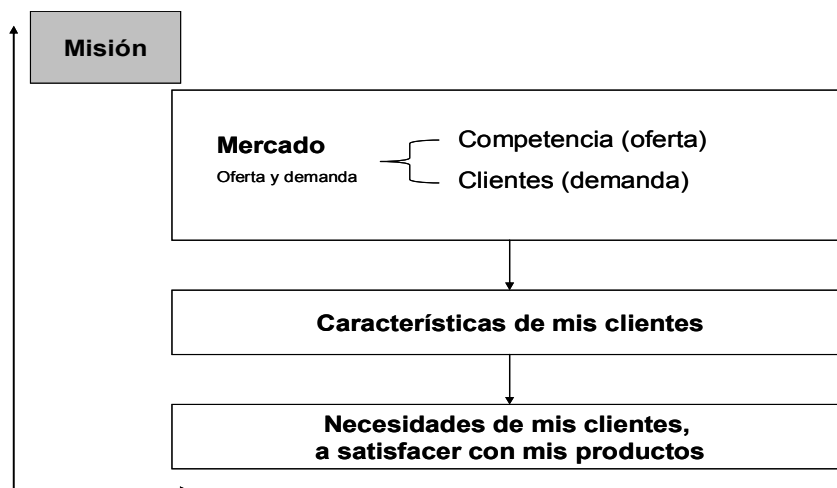 Misión
Mercado
Oferta y demanda
Competencia (oferta)
Clientes (demanda)
Características de mis clientes
Necesidades de mis clientes,
a satisfacer con mis productos